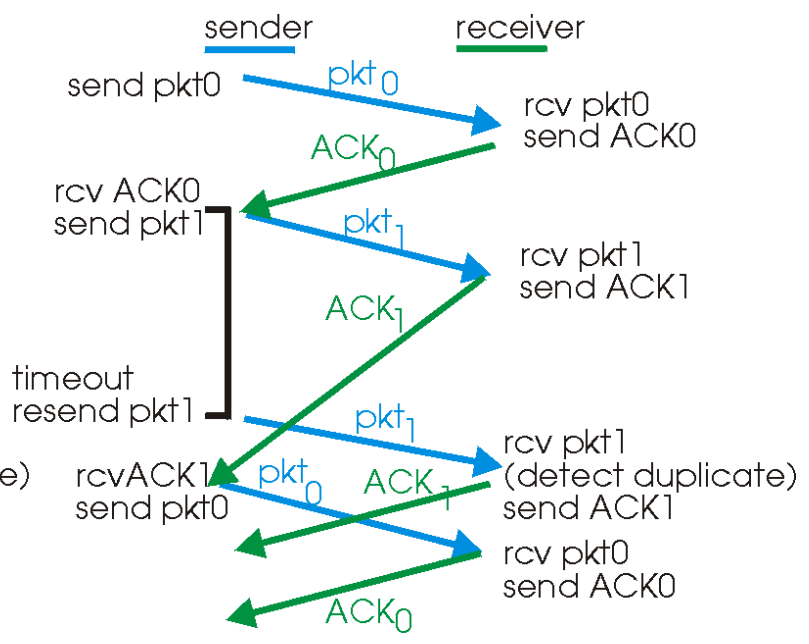 sender receiver
send pkt0
pkt0
rcv pkt0
send ACK0
ACK0
rcv ACK0
send pkt1
pkt1
rcv pkt1
send ACK1
ACK1
timeout
resend pkt1
pkt1
rcv pkt1
(detect duplicate)
send ACK1
e)
rcvACK1
send pkt0
pkt0
ACK1
rcv pkt0
send ACK0
ACK0